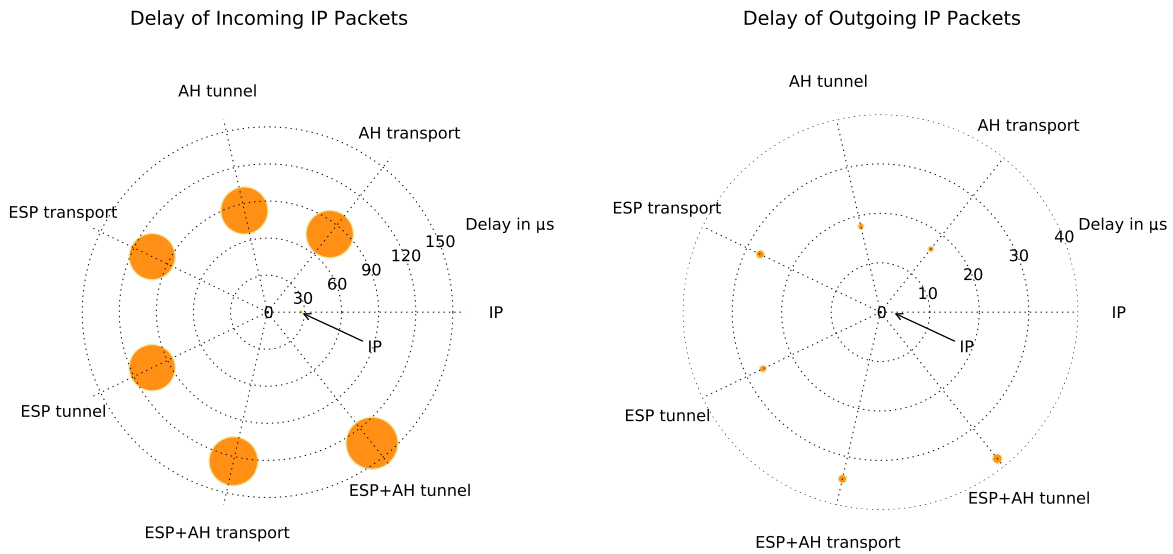 Delay of Incoming IP Packets
AH tunnel
AH transport
ESP transport
Delay in µs
150
120
90
60
30
0
IP
IP
ESP tunnel
ESP+AH tunnel
ESP+AH transport
Delay of Outgoing IP Packets
AH tunnel
AH transport
ESP transport
Delay in µs
40
30
20
10
0
IP
IP
ESP tunnel
ESP+AH tunnel
ESP+AH transport